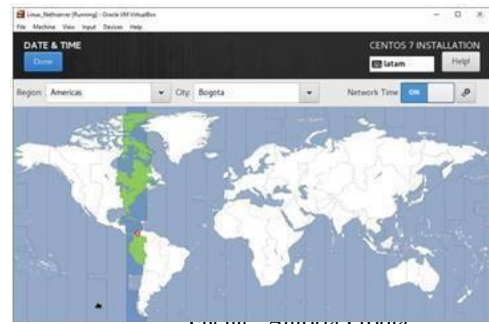 Linux_Nethserver [Running] - Oracle VM VirtualBox
File Machine View Input Devices Help
DATE & TIME
CENTOS 7 INSTALLATION
Done
latam
Help!
Region: Americas City: Bogota Network Time ON